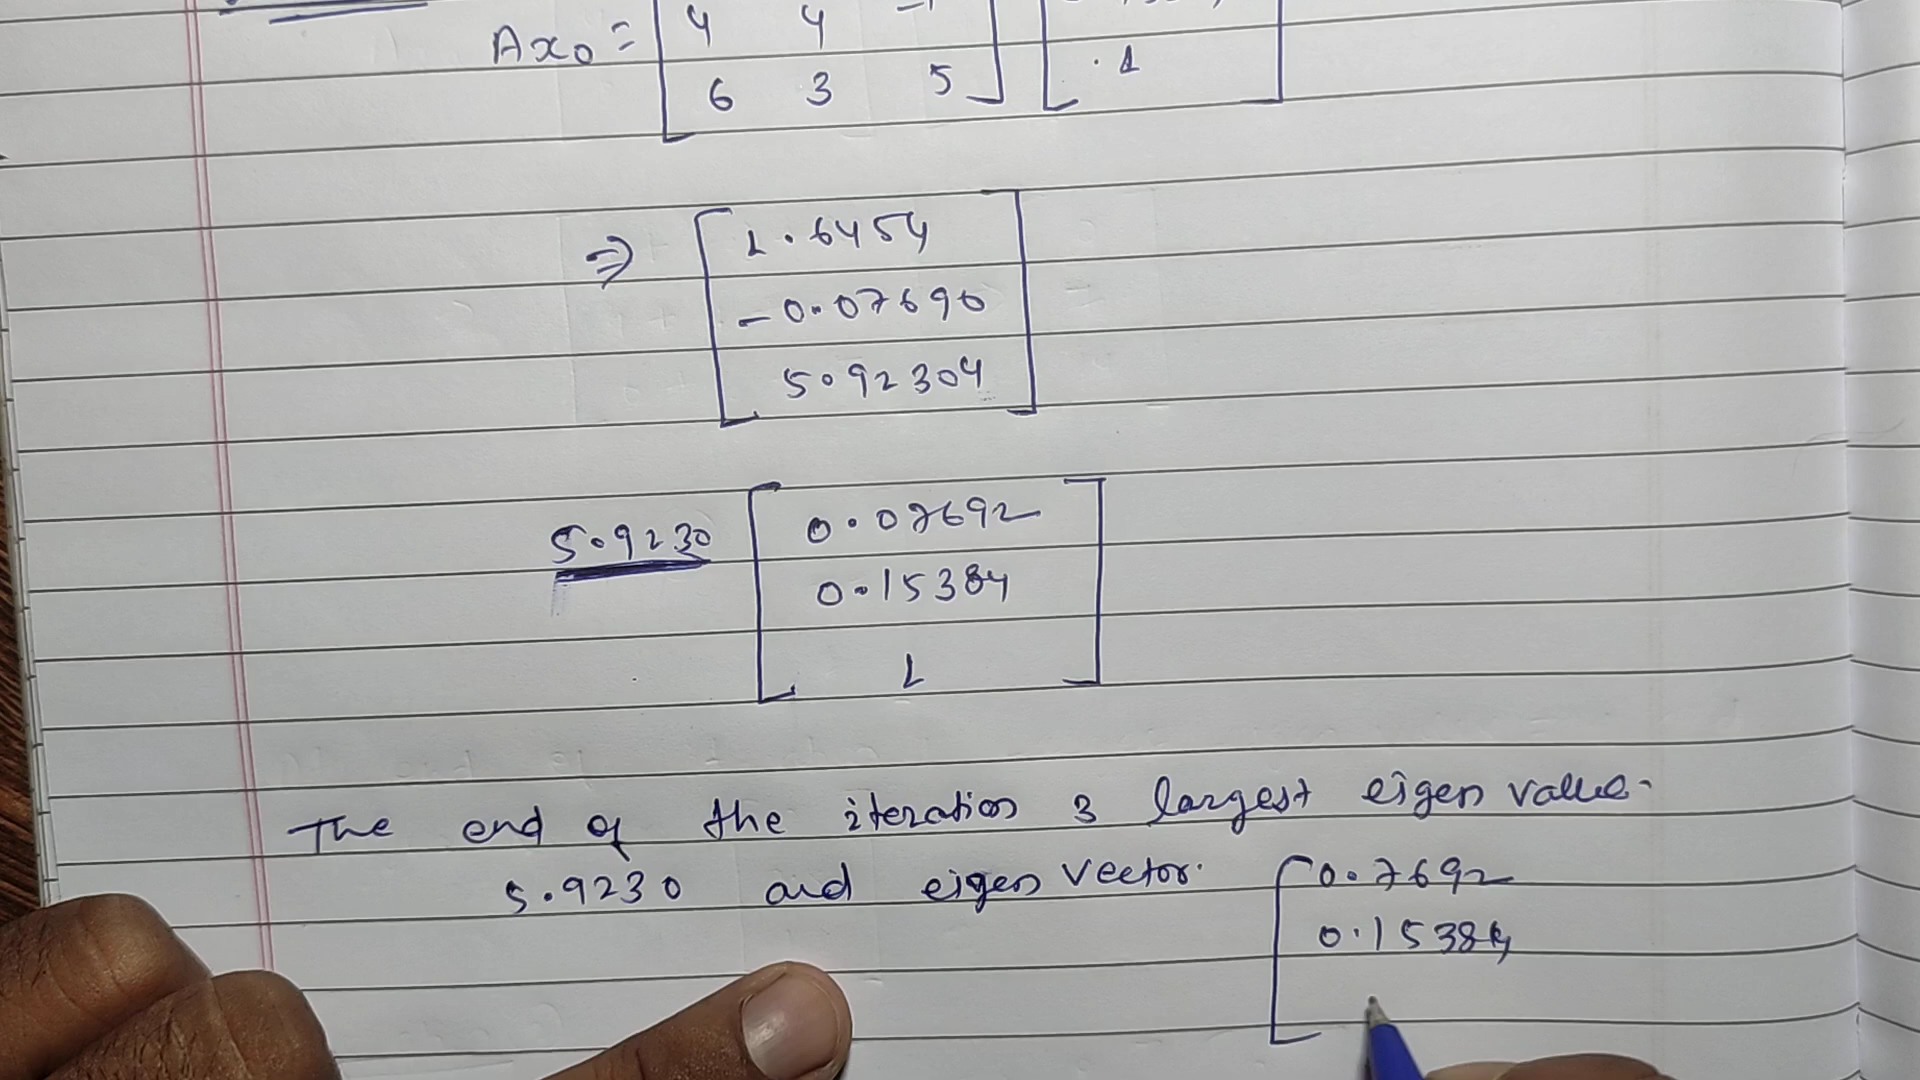 4 4 -1
Ax₀ =
6 3 5 .1
⇒ 1.6454
-0.07690
5.92304
5.9230 0.07692
0.15384
1
The end of the iteration 3 largest eigen value.
5.9230 and eigen vector. 0.7692
0.15384